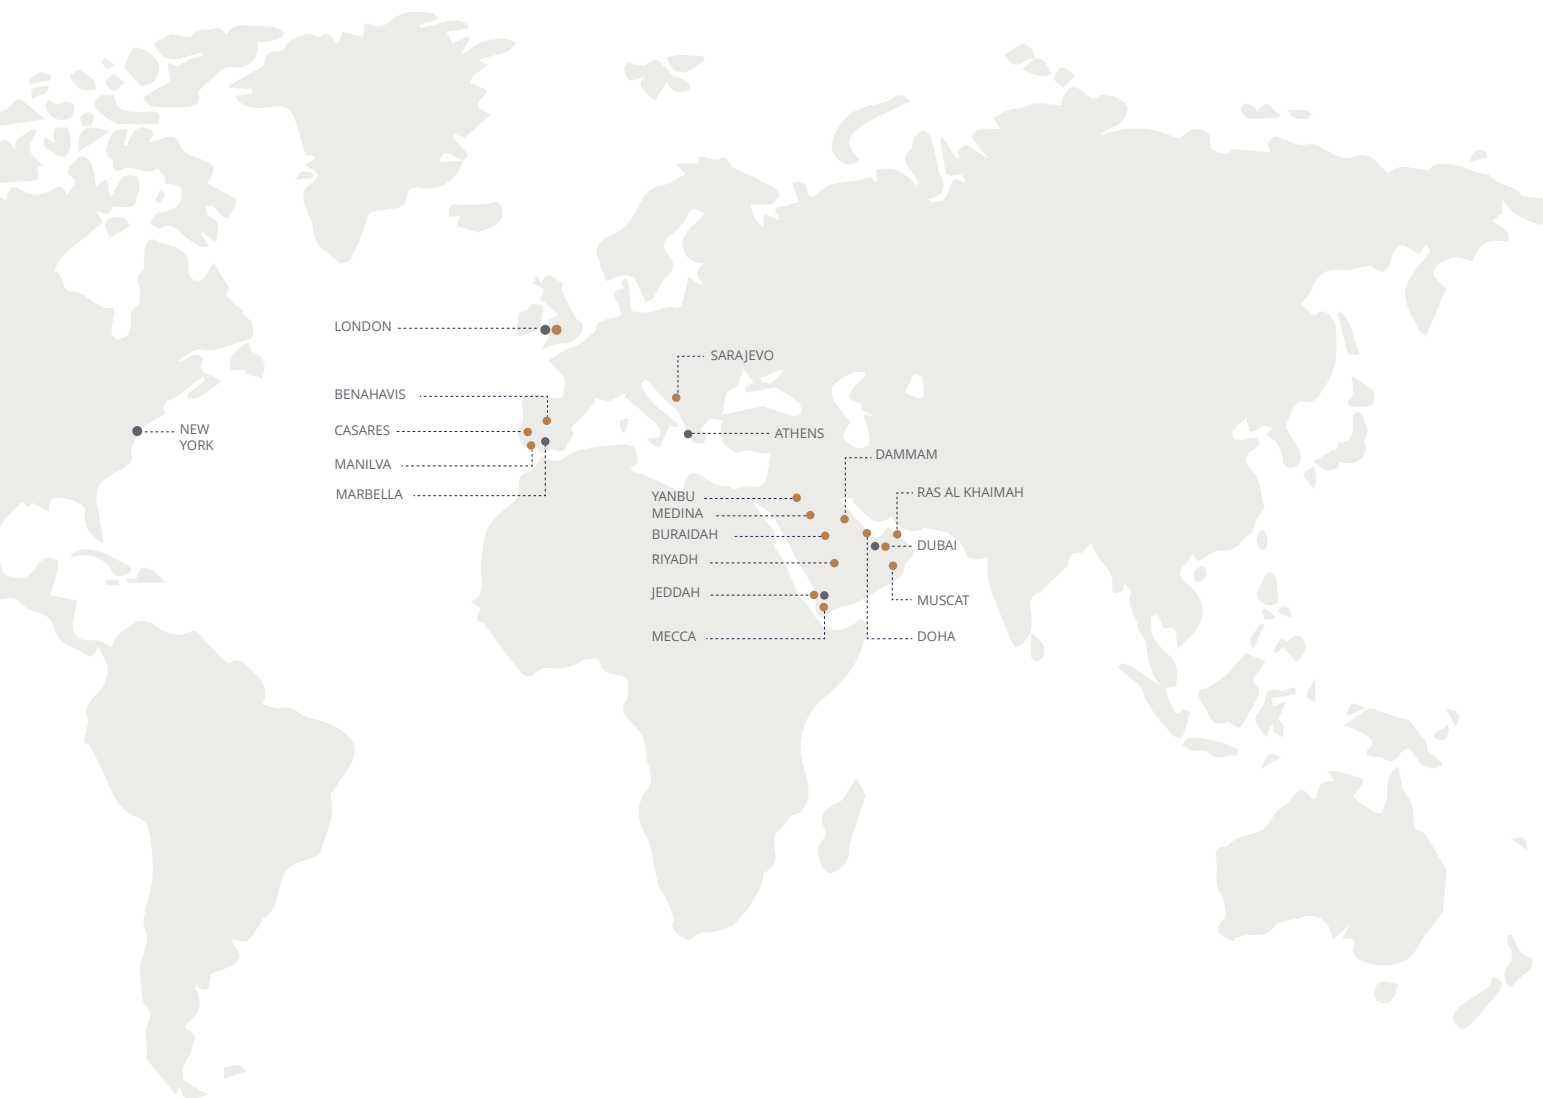 LONDON
SARAJEVO
BENAHAVIS
NEW
YORK
CASARES
ATHENS
MANILVA
DAMMAM
MARBELLA
YANBU
RAS AL KHAIMAH
MEDINA
BURAIDAH
DUBAI
RIYADH
JEDDAH
MUSCAT
MECCA
DOHA